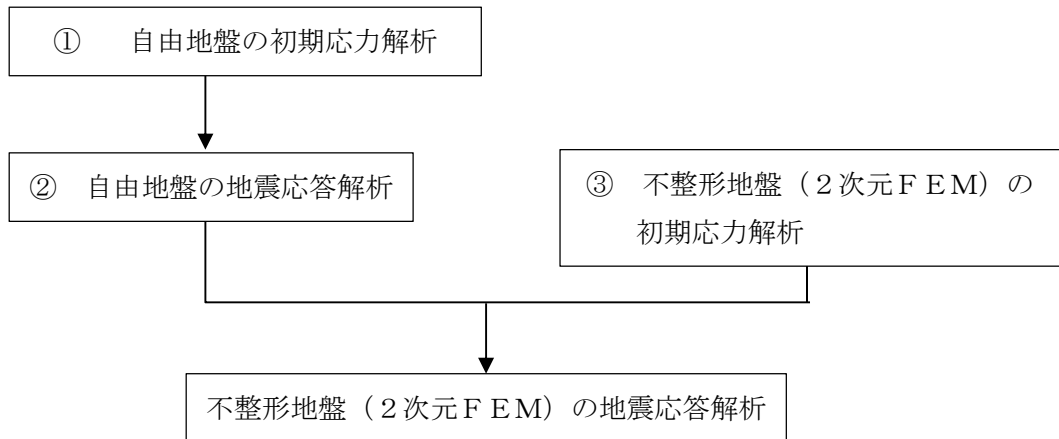 ① 自由地盤の初期応力解析
② 自由地盤の地震応答解析
③ 不整形地盤（２次元ＦＥＭ）の
初期応力解析
不整形地盤（２次元ＦＥＭ）の地震応答解析